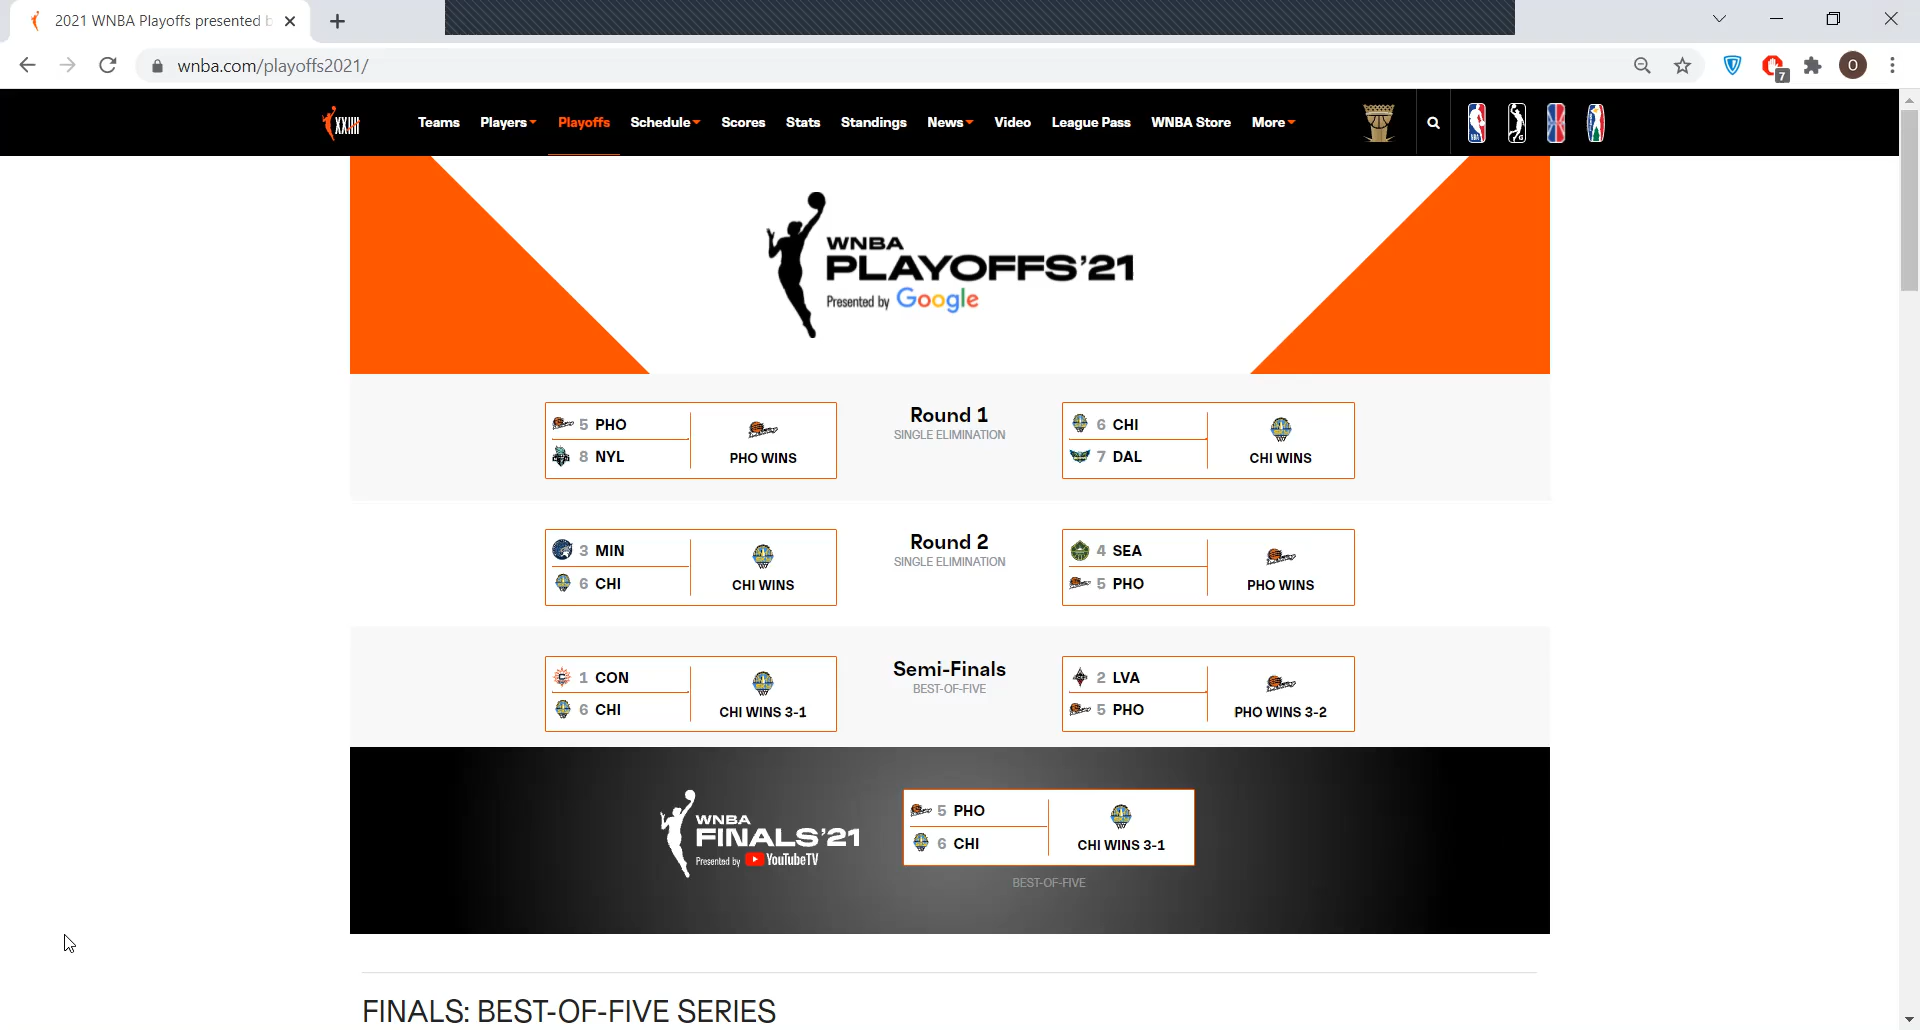 2021 WNBA Playoffs presented b
wnba.com/playoffs2021/
7
O
Teams Players Playoffs Schedule Scores Stats Standings News Video League Pass WNBA Store More
WNBA
PLAYOFFS'21
Presented by Google
Round 1
SINGLE ELIMINATION
5 PHO
8 NYL
PHO WINS
6 CHI
7 DAL
CHI WINS
Round 2
SINGLE ELIMINATION
3 MIN
6 CHI
CHI WINS
4 SEA
5 PHO
PHO WINS
Semi-Finals
BEST-OF-FIVE
1 CON
6 CHI
CHI WINS 3-1
2 LVA
5 PHO
PHO WINS 3-2
WNBA
FINALS'21
Presented by YouTubeTV
5 PHO
6 CHI
CHI WINS 3-1
BEST-OF-FIVE
FINALS: BEST-OF-FIVE SERIES